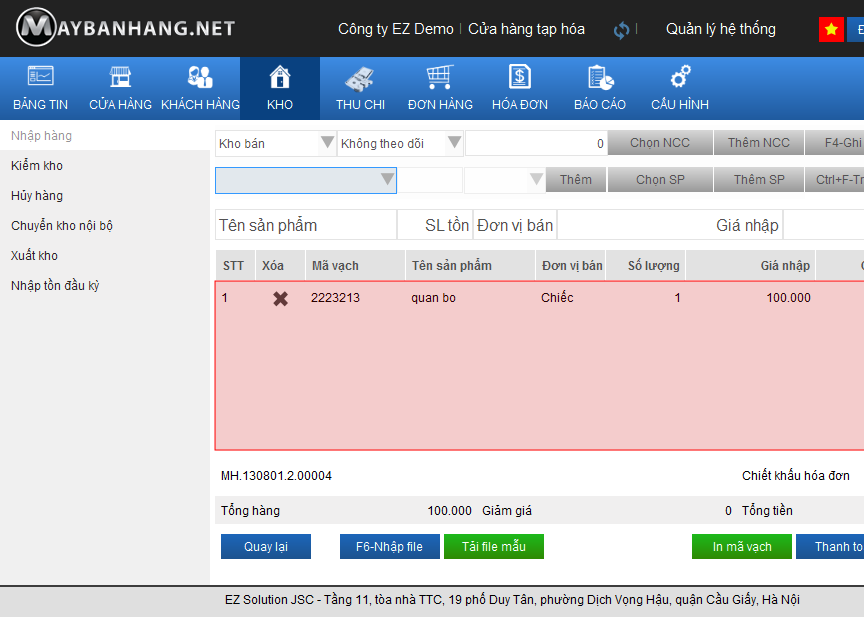 MAYBANHANG.NET Công ty EZ Demo Cửa hàng tạp hóa Quản lý hệ thống
BẢNG TIN CỬA HÀNG KHÁCH HÀNG KHO THU CHI ĐƠN HÀNG HÓA ĐƠN BÁO CÁO CẤU HÌNH
Nhập hàng
Kiểm kho
Hủy hàng
Chuyển kho nội bộ
Xuất kho
Nhập tồn đầu kỳ
Kho bán Không theo dõi 0 Chọn NCC Thêm NCC F4-Ghi
Thêm Chọn SP Thêm SP Ctrl+F-Tr
Tên sản phẩm SL tồn Đơn vị bán Giá nhập
STT Xóa Mã vạch Tên sản phẩm Đơn vị bán Số lượng Giá nhập
1 2223213 quan bo Chiếc 1 100.000
MH.130801.2.00004 Chiết khấu hóa đơn
Tổng hàng 100.000 Giảm giá 0 Tổng tiền
Quay lại F6-Nhập file Tải file mẫu In mã vạch Thanh to
EZ Solution JSC - Tầng 11, tòa nhà TTC, 19 phố Duy Tân, phường Dịch Vọng Hậu, quận Cầu Giấy, Hà Nội